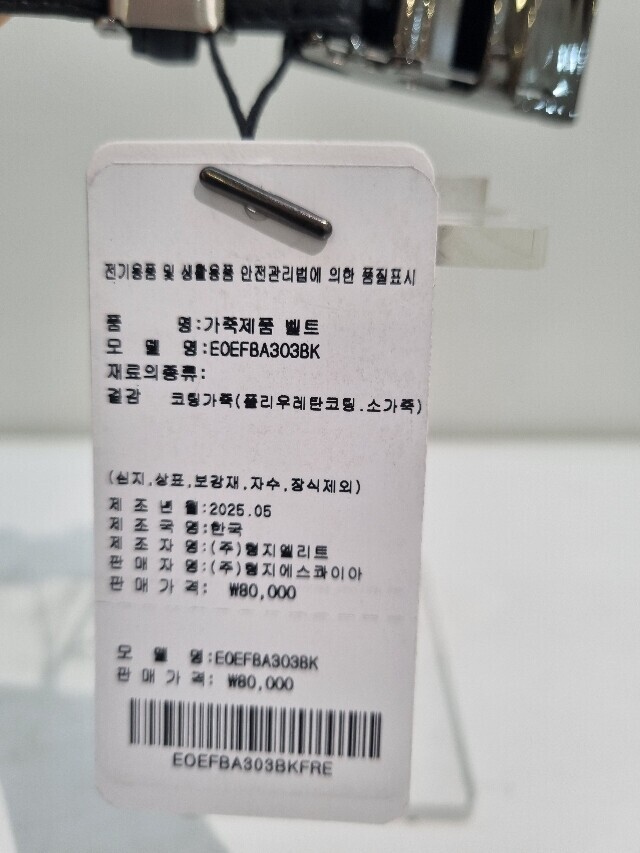 전기용품 및 생활용품 안전관리법에 의한 품질표시
품 명:가죽제품 벨트
모 델 명:EOEFBA303BK
재료의종류:
겉감 코팅가죽(폴리우레탄코팅.소가죽)
(심지,상표,보강재,자수,장식제외)
제 조 년 월:2025.05
제 조 국 명:한국
제 조 자 명:(주)형지엘리트
판 매 자 명:(주)형지에스콰이아
판 매 가 격: ₩80,000
모 델 명:EOEFBA303BK
판 매 가 격: ₩80,000
EOEFBA303BKFRE